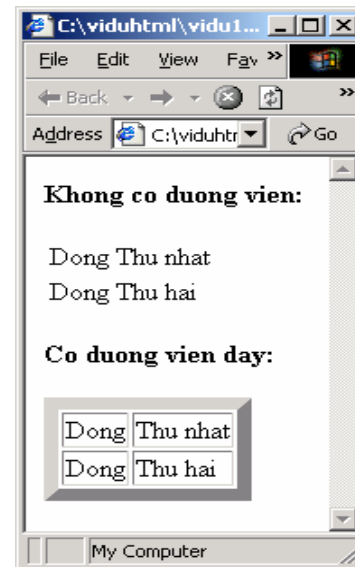 C:\viduhtml\vidu1...
File Edit View Fav »
Back »
Address C:\viduhtr Go
Khong co duong vien:
Dong Thu nhat
Dong Thu hai
Co duong vien day:
Dong Thu nhat
Dong Thu hai
My Computer